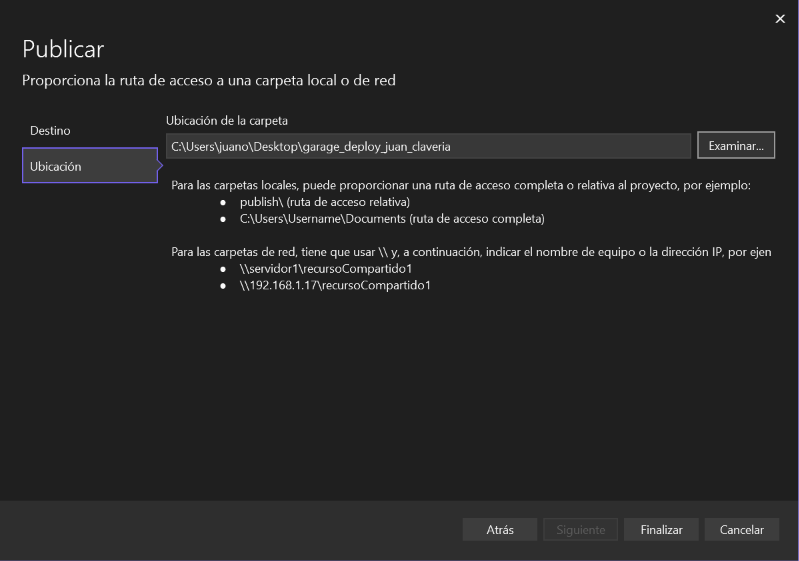 Publicar
Proporciona la ruta de acceso a una carpeta local o de red
Destino
Ubicación
Ubicación de la carpeta
C:\Users\juano\Desktop\garage_deploy_juan_claveria
Examinar...
Para las carpetas locales, puede proporcionar una ruta de acceso completa o relativa al proyecto, por ejemplo:
● publish\ (ruta de acceso relativa)
● C:\Users\Username\Documents (ruta de acceso completa)
Para las carpetas de red, tiene que usar \\ y, a continuación, indicar el nombre de equipo o la dirección IP, por ejen
● \\servidor1\recursoCompartido1
● \\192.168.1.17\recursoCompartido1
Atrás
Siguiente
Finalizar
Cancelar